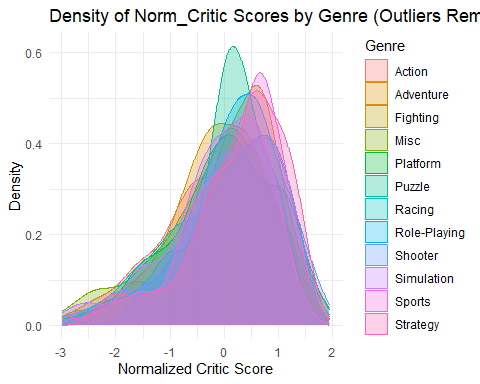 Density of Norm_Critic Scores by Genre (Outliers Rem
Density
0.6
0.4
0.2
0.0
-3
-2
-1
0
1
2
Normalized Critic Score
Genre
Action
Adventure
Fighting
Misc
Platform
Puzzle
Racing
Role-Playing
Shooter
Simulation
Sports
Strategy